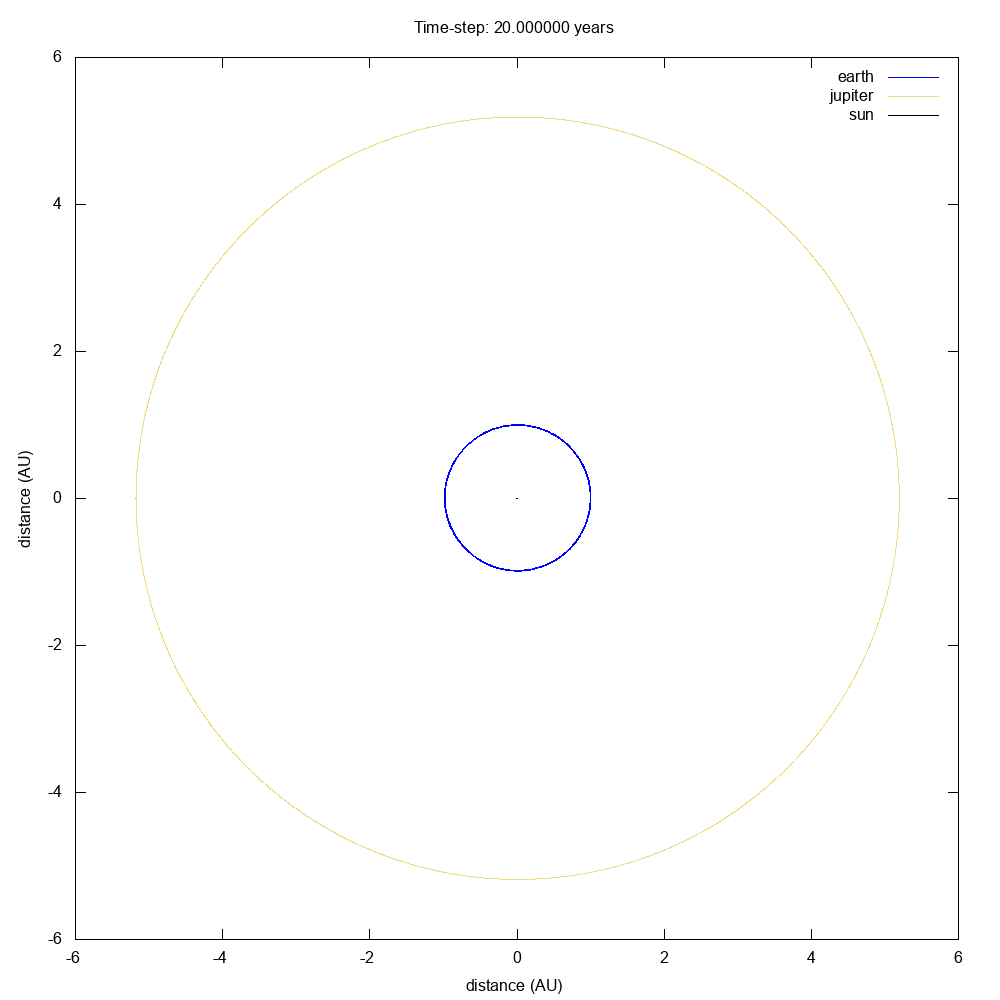 Time-step: 20.000000 years
6
earth
jupiter
sun
4
2
distance (AU)
0
-2
-4
-6
-6 -4 -2 0 2 4 6
distance (AU)